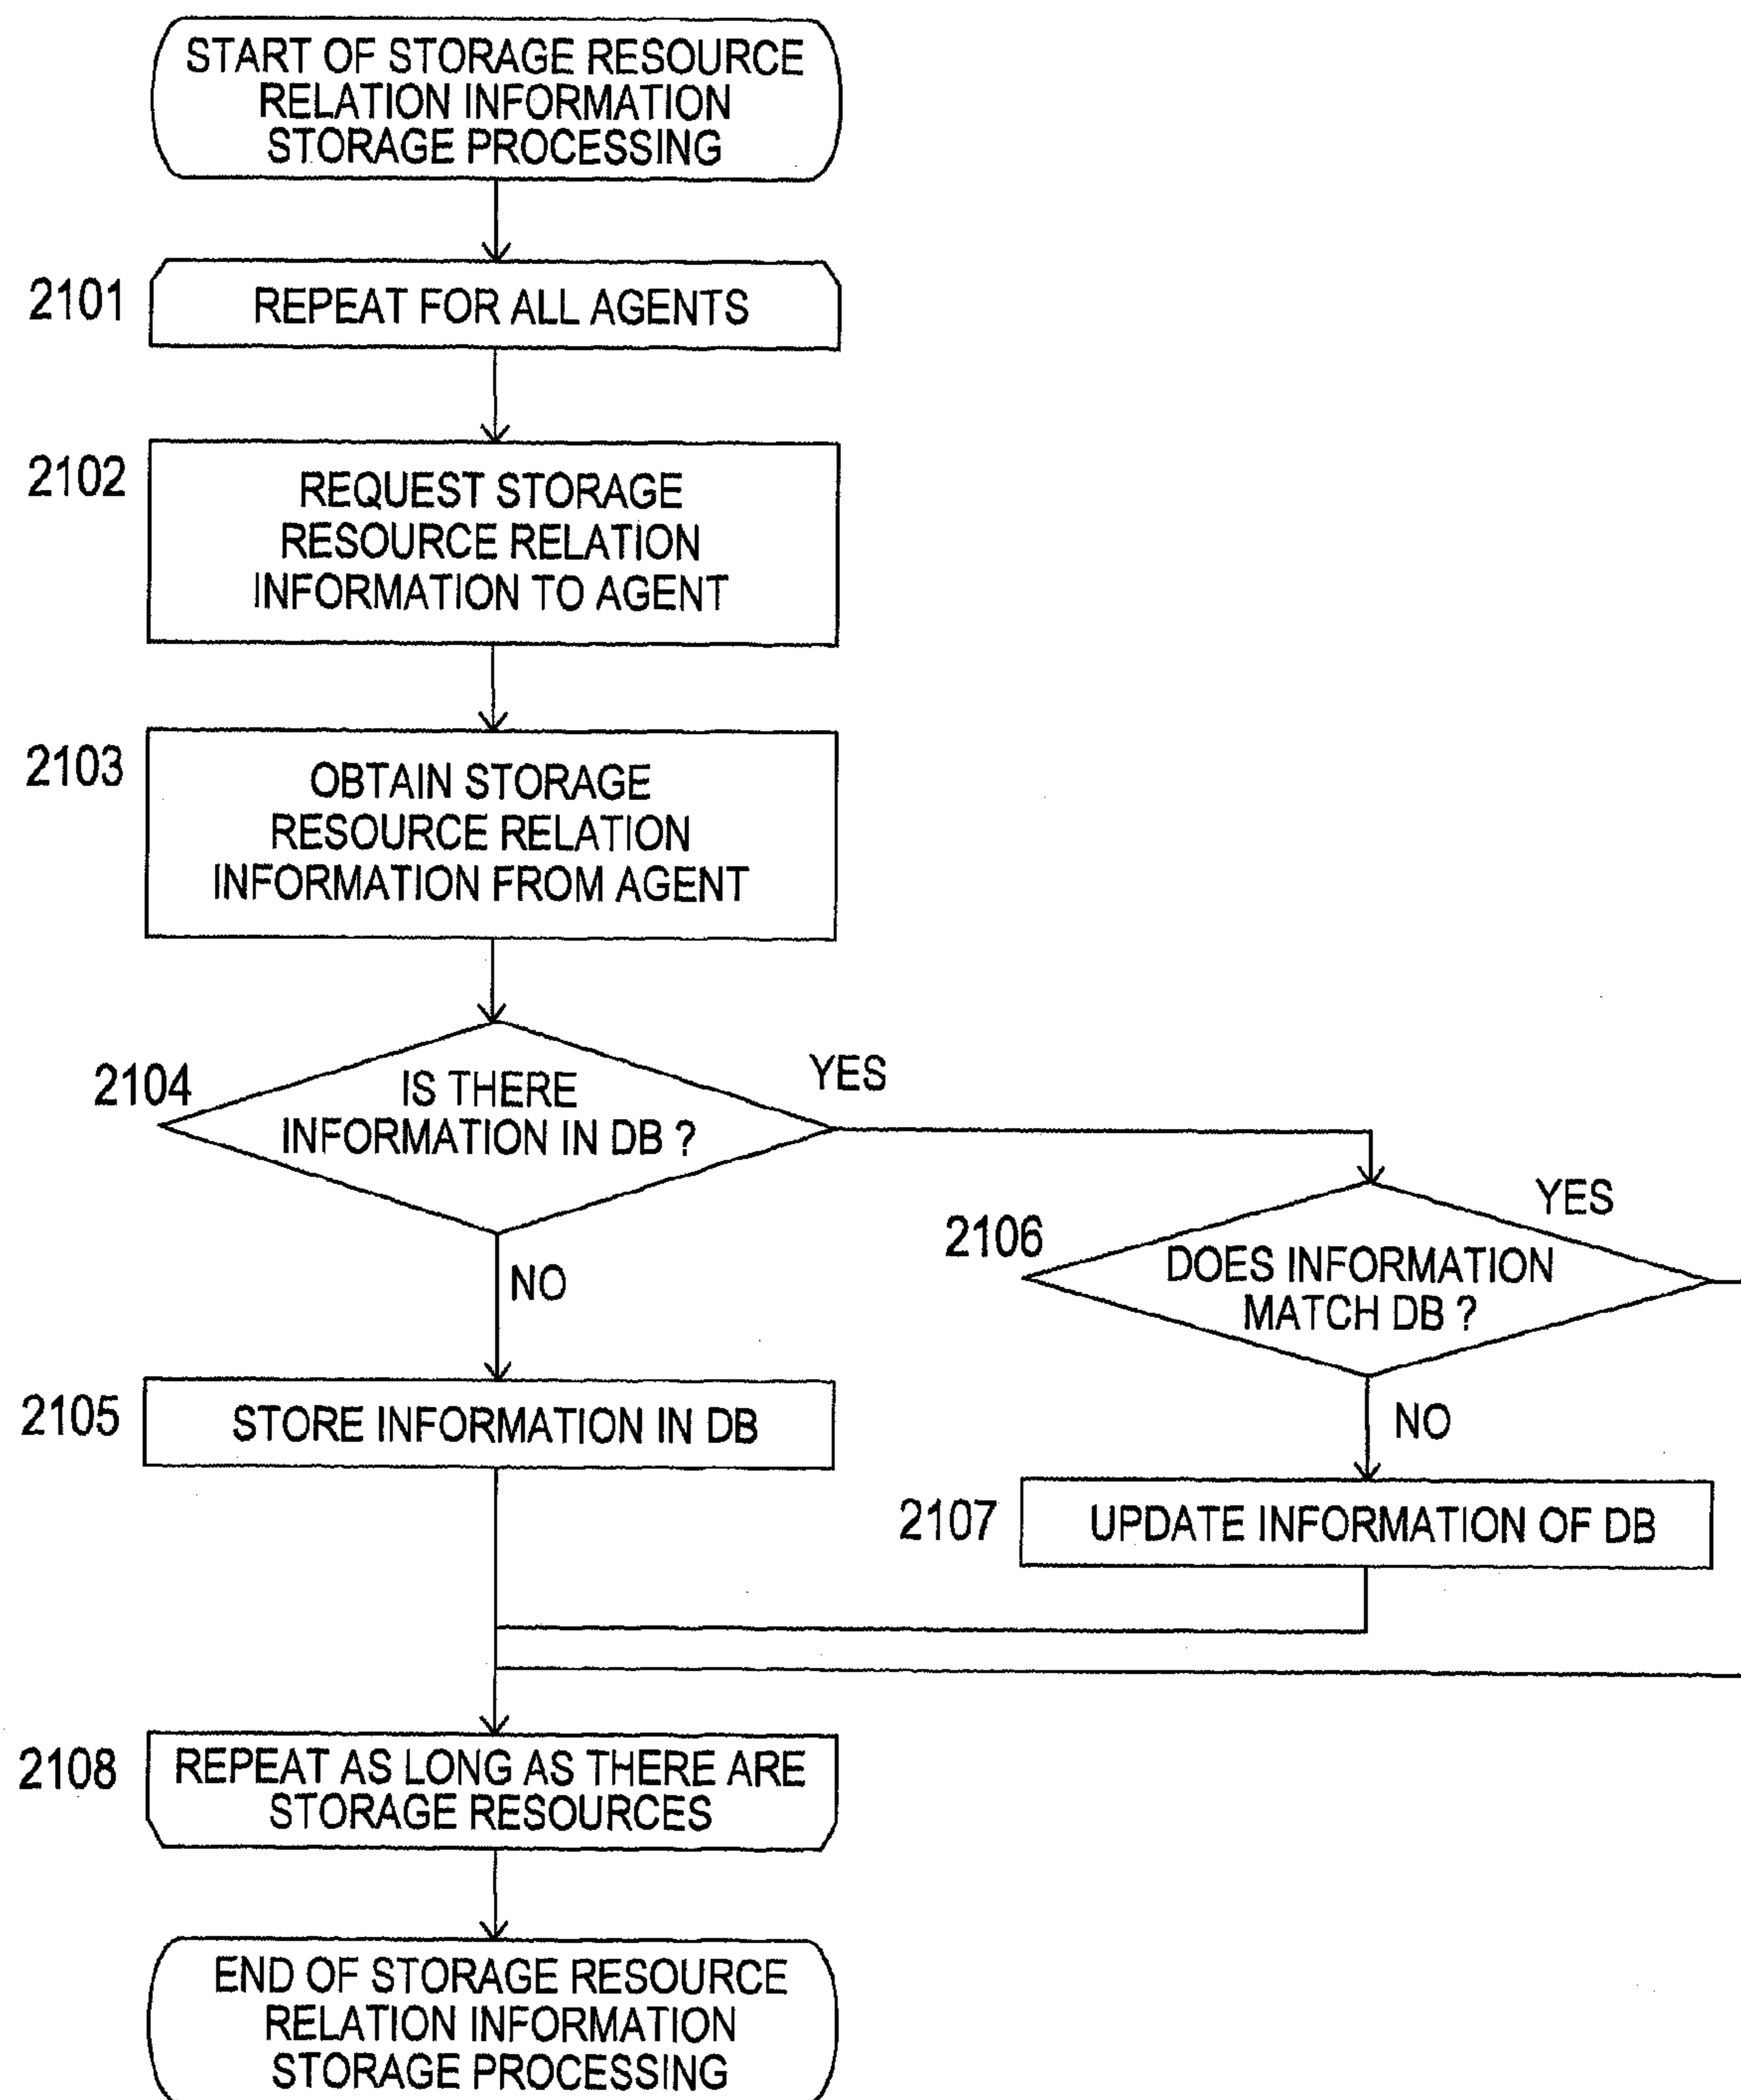 START OF STORAGE RESOURCE
RELATION INFORMATION
STORAGE PROCESSING
2101
REPEAT FOR ALL AGENTS
2102
REQUEST STORAGE
RESOURCE RELATION
INFORMATION TO AGENT
2103
OBTAIN STORAGE
RESOURCE RELATION
INFORMATION FROM AGENT
2104
IS THERE
INFORMATION IN DB ?
YES
NO
2106
DOES INFORMATION
MATCH DB ?
YES
NO
2105
STORE INFORMATION IN DB
2107
UPDATE INFORMATION OF DB
2108
REPEAT AS LONG AS THERE ARE
STORAGE RESOURCES
END OF STORAGE RESOURCE
RELATION INFORMATION
STORAGE PROCESSING